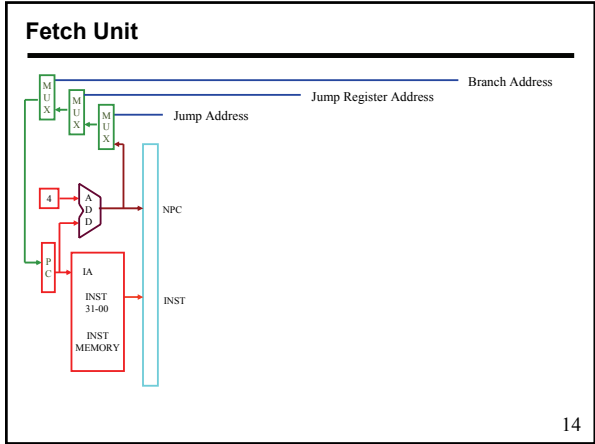 Fetch Unit
Branch Address
Jump Register Address
Jump Address
M
U
X
M
U
X
M
U
X
4
A
D
D
NPC
P
C
IA
INST
31-00
INST
MEMORY
INST
14